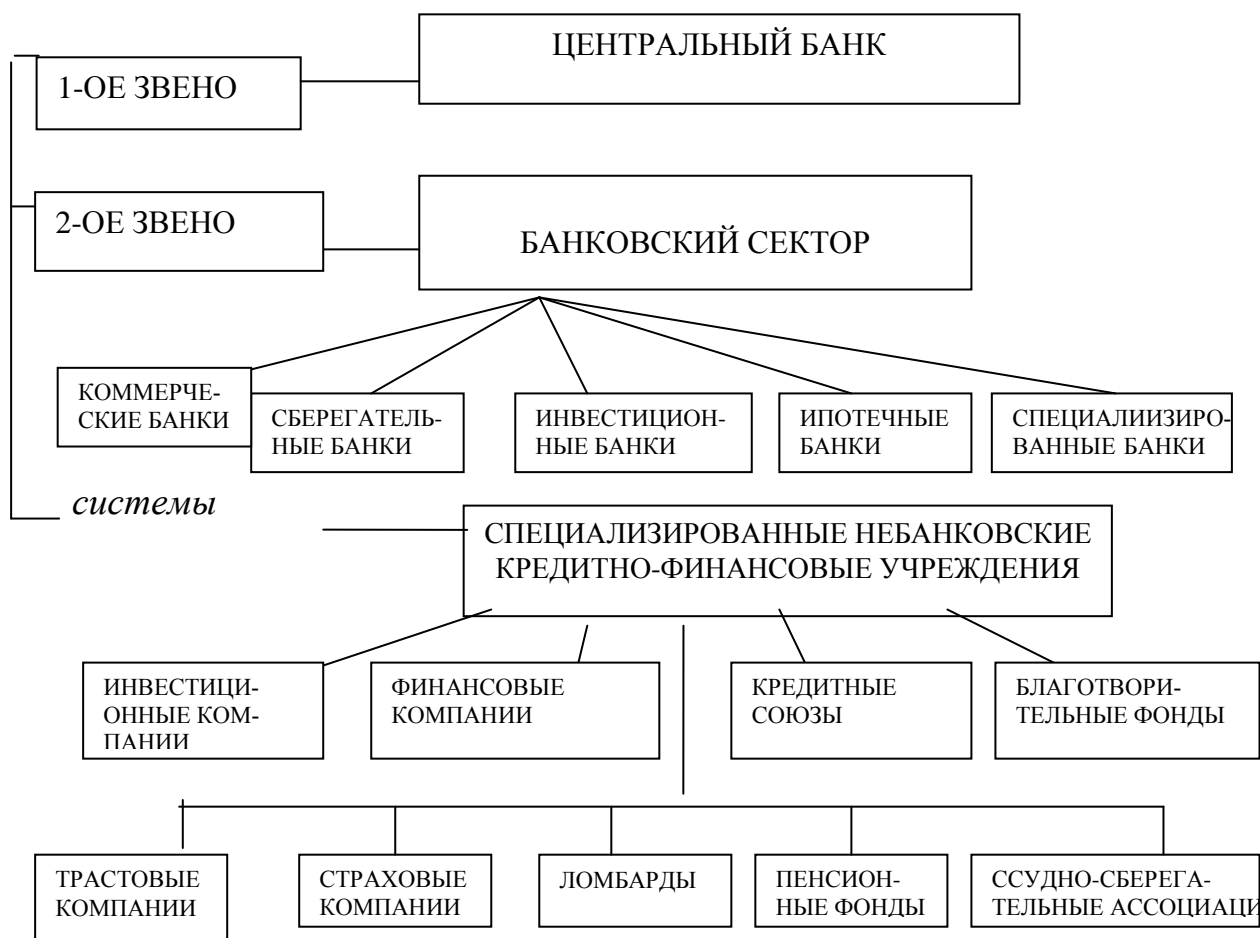 ЦЕНТРАЛЬНЫЙ БАНК
1-ОЕ ЗВЕНО
2-ОЕ ЗВЕНО
БАНКОВСКИЙ СЕКТОР
КОММЕРЧЕ-
СКИЕ БАНКИ
СБЕРЕГАТЕЛЬ-
НЫЕ БАНКИ
ИНВЕСТИЦИОН-
НЫЕ БАНКИ
ИПОТЕЧНЫЕ
БАНКИ
СПЕЦИАЛИИЗИРО-
ВАННЫЕ БАНКИ
системы
СПЕЦИАЛИЗИРОВАННЫЕ НЕБАНКОВСКИЕ
КРЕДИТНО-ФИНАНСОВЫЕ УЧРЕЖДЕНИЯ
ИНВЕСТИЦИ-
ОННЫЕ КОМ-
ПАНИИ
ФИНАНСОВЫЕ
КОМПАНИИ
КРЕДИТНЫЕ
СОЮЗЫ
БЛАГОТВОРИ-
ТЕЛЬНЫЕ ФОНДЫ
ТРАСТОВЫЕ
КОМПАНИИ
СТРАХОВЫЕ
КОМПАНИИ
ЛОМБАРДЫ
ПЕНСИОН-
НЫЕ ФОНДЫ
ССУДНО-СБЕРЕГА-
ТЕЛЬНЫЕ АССОЦИАЦИ